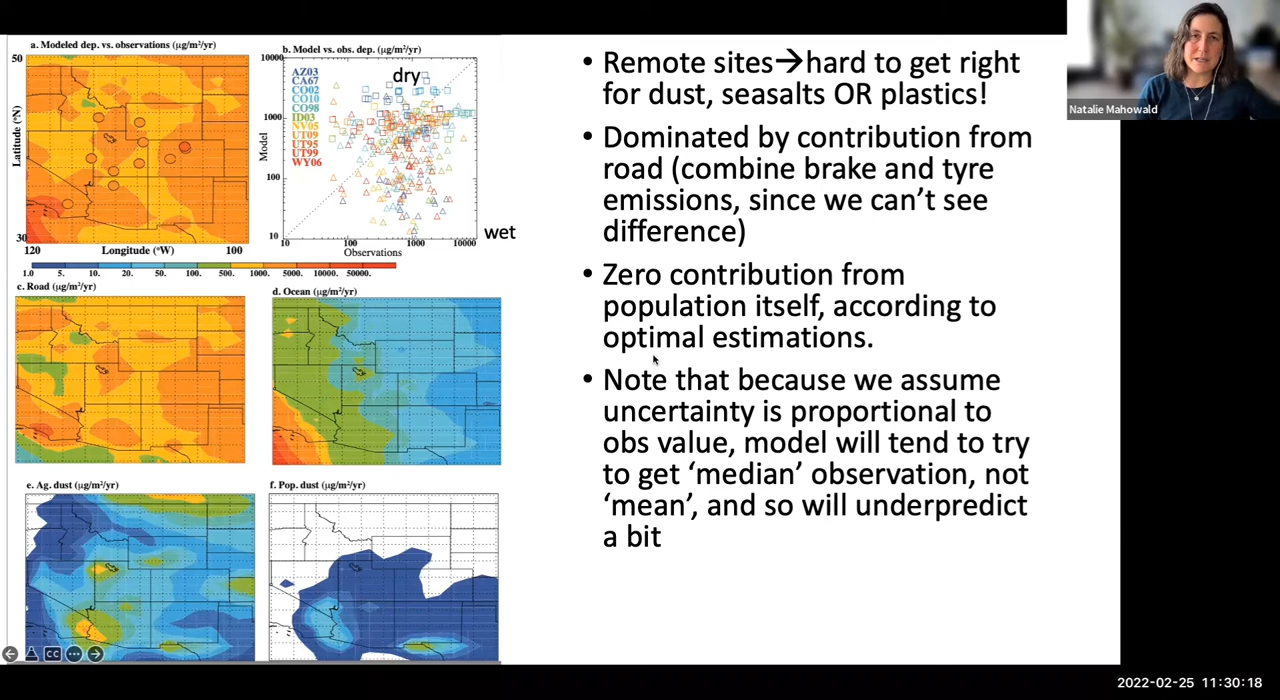 a. Modeled dep. vs. observations (µg/m²/yr)
50
Latitude (°N)
30
120
100
Longitude (°W)
b. Model vs. obs. dep. (µg/m²/yr)
10000
1000
100
10
Model
AZ03
CA67
CO02
CO10
CO98
ID03
NV05
UT09
UT95
UT99
WY06
dry
10
100
1000
10000
Observations
wet
1.0 5. 10. 20. 50. 100. 500. 1000. 5000. 10000. 50000.
c. Road (µg/m²/yr)
d. Ocean (µg/m²/yr)
e. Ag. dust (µg/m²/yr)
f. Pop. dust (µg/m²/yr)
CC
• Remote sites→hard to get right
for dust, seasalts OR plastics!
• Dominated by contribution from
road (combine brake and tyre
emissions, since we can't see
difference)
• Zero contribution from
population itself, according to
optimal estimations.
• Note that because we assume
uncertainty is proportional to
obs value, model will tend to try
to get 'median' observation, not
'mean', and so will underpredict
a bit
Natalie Mahowald
2022-02-25 11:30:18